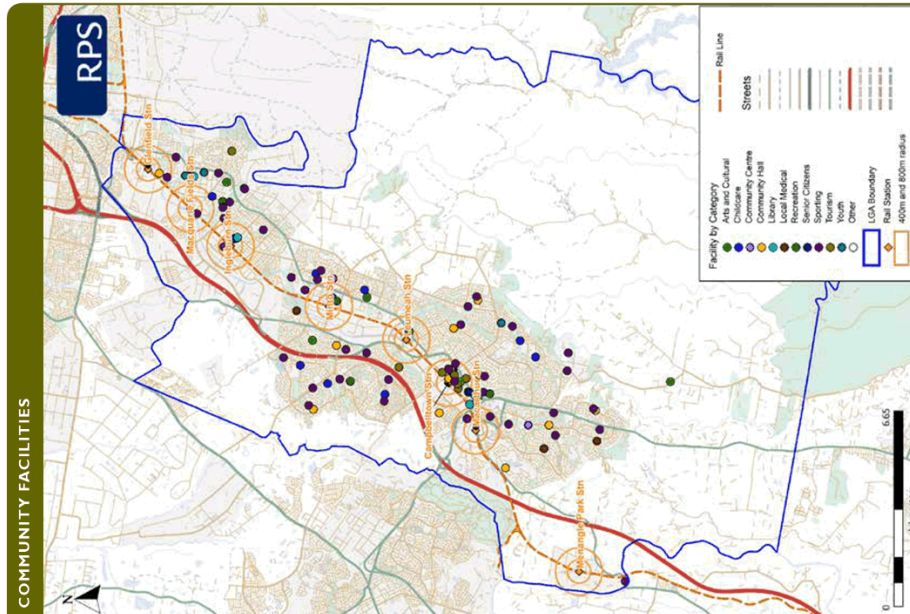 COMMUNITY FACILITIES
RPS
N
Glenfield Stn
Macquarie Fields Stn
Ingleburn Stn
Minto Stn
Leumeah Stn
Campbelltown Stn
Macarthur Stn
Menangle Park Stn
Facility by Category
Arts and Cultural
Childcare
Community Centre
Community Hall
Library
Local Medical
Recreation
Senior Citizens
Sporting
Tourism
Youth
Other
LGA Boundary
Rail Station
400m and 800m radius
Rail Line
Streets
0
6.65